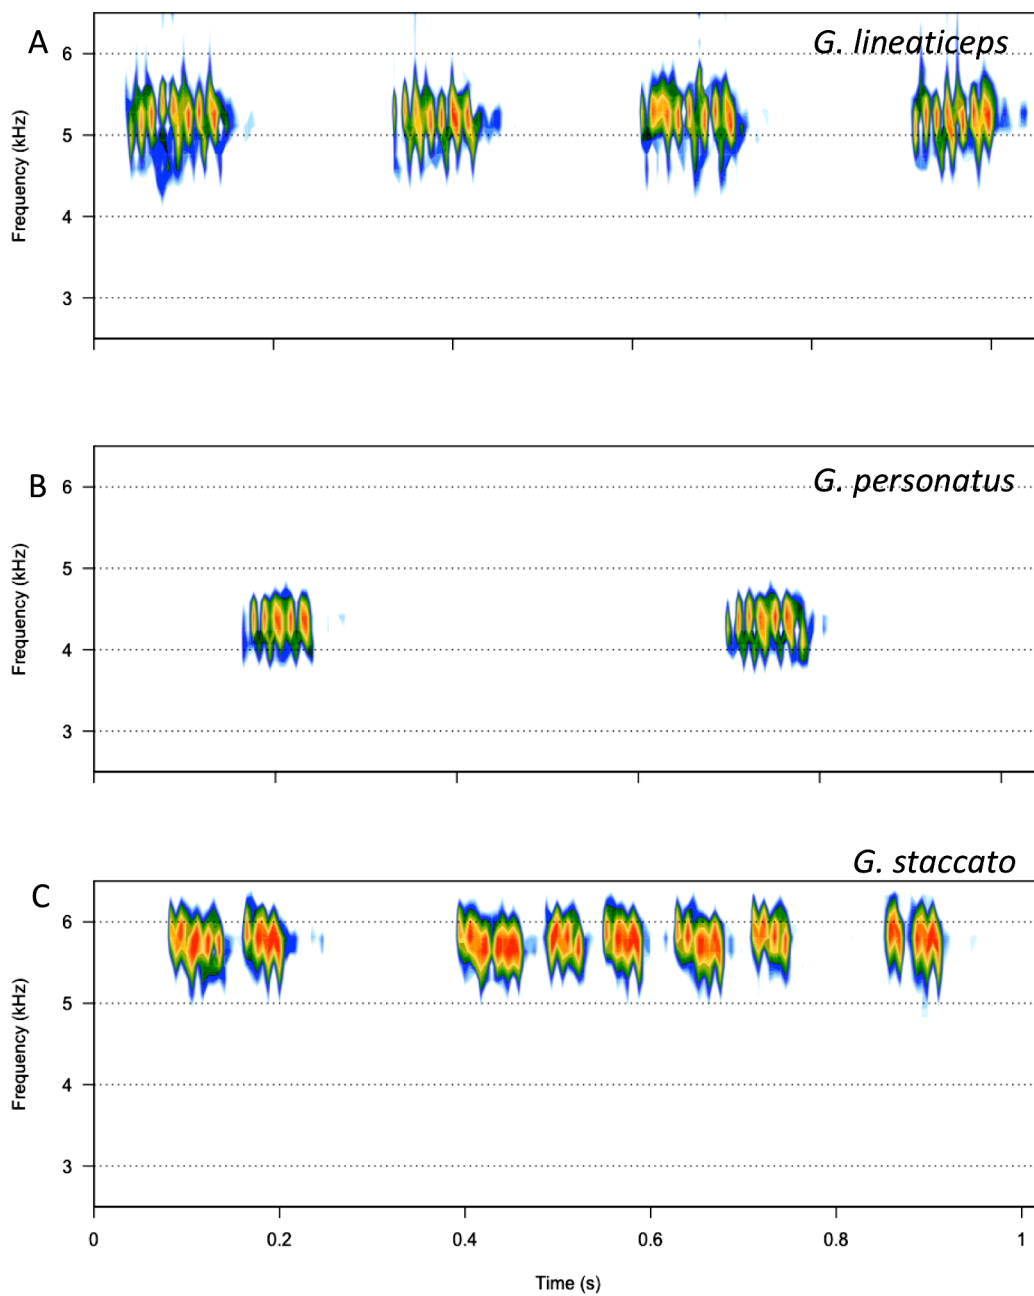 A
G. lineaticeps
6
5
4
3
Frequency (kHz)
B
G. personatus
6
5
4
3
Frequency (kHz)
G. staccato
C
6
5
4
3
Frequency (kHz)
0 0.2 0.4 0.6 0.8 1
Time (s)